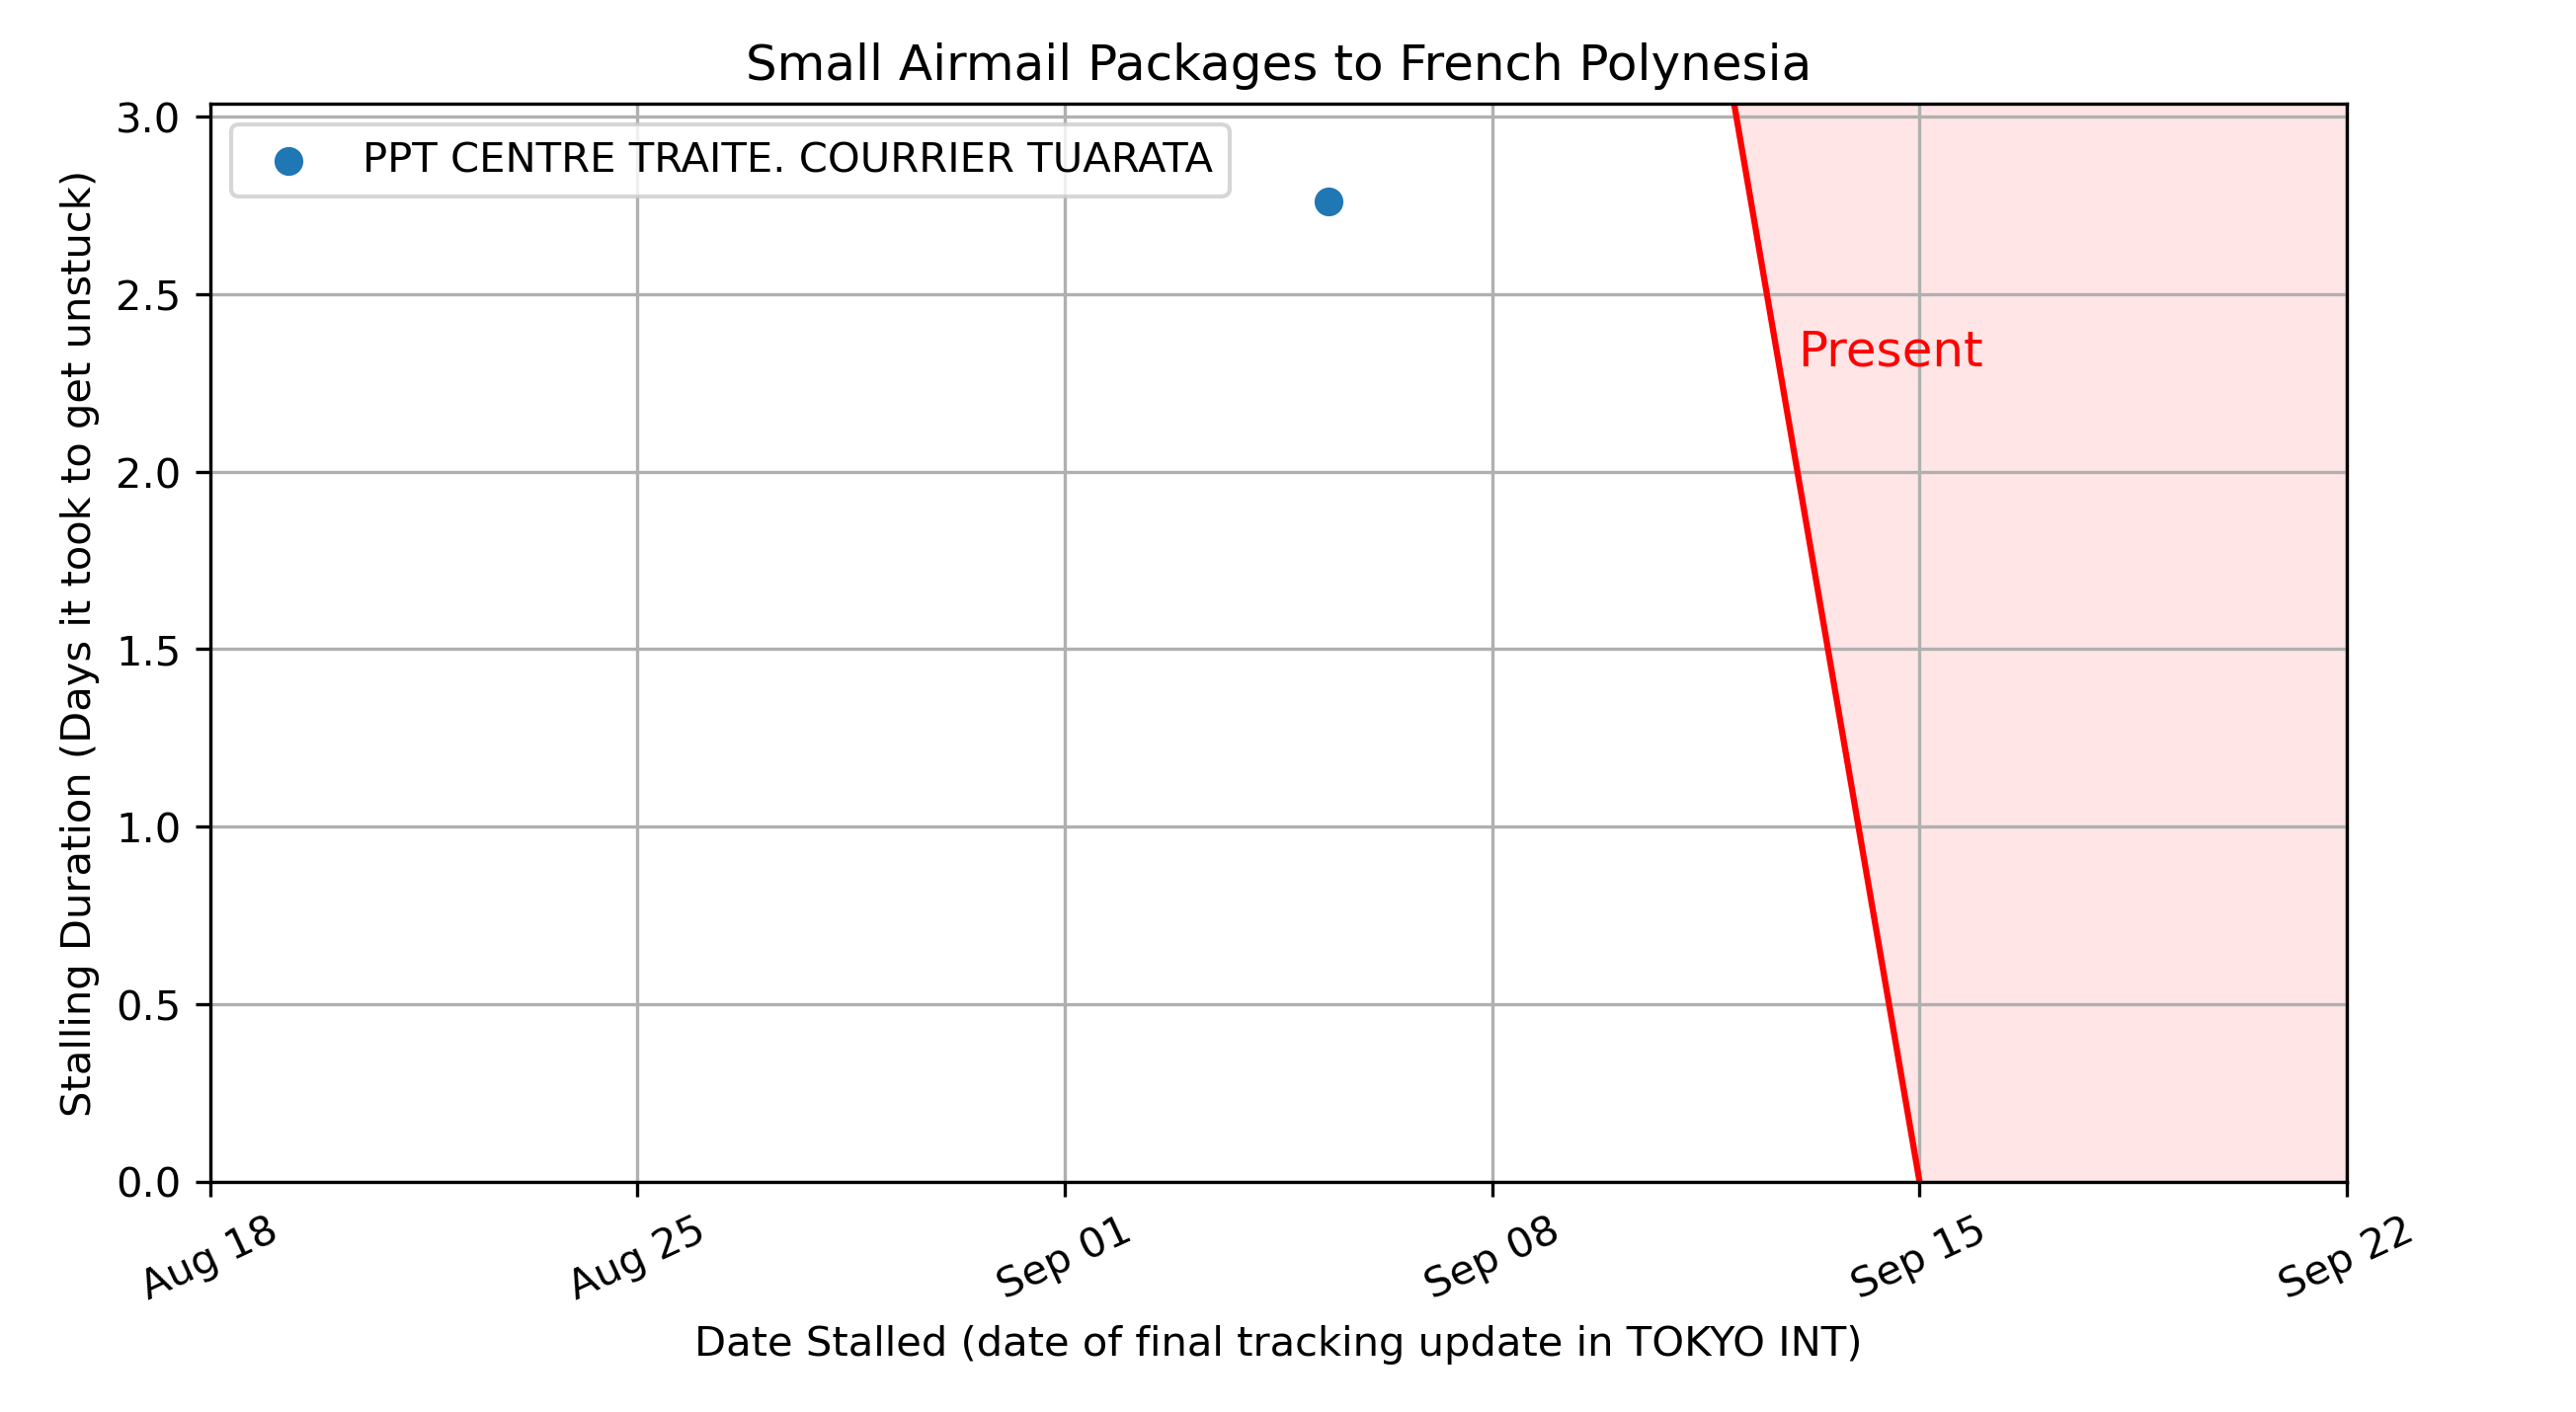 Small Airmail Packages to French Polynesia
PPT CENTRE TRAITE. COURRIER TUARATA
Present
Stalling Duration (Days it took to get unstuck)
3.0
2.5
2.0
1.5
1.0
0.5
0.0
Aug 18
Aug 25
Sep 01
Sep 08
Sep 15
Sep 22
Date Stalled (date of final tracking update in TOKYO INT)